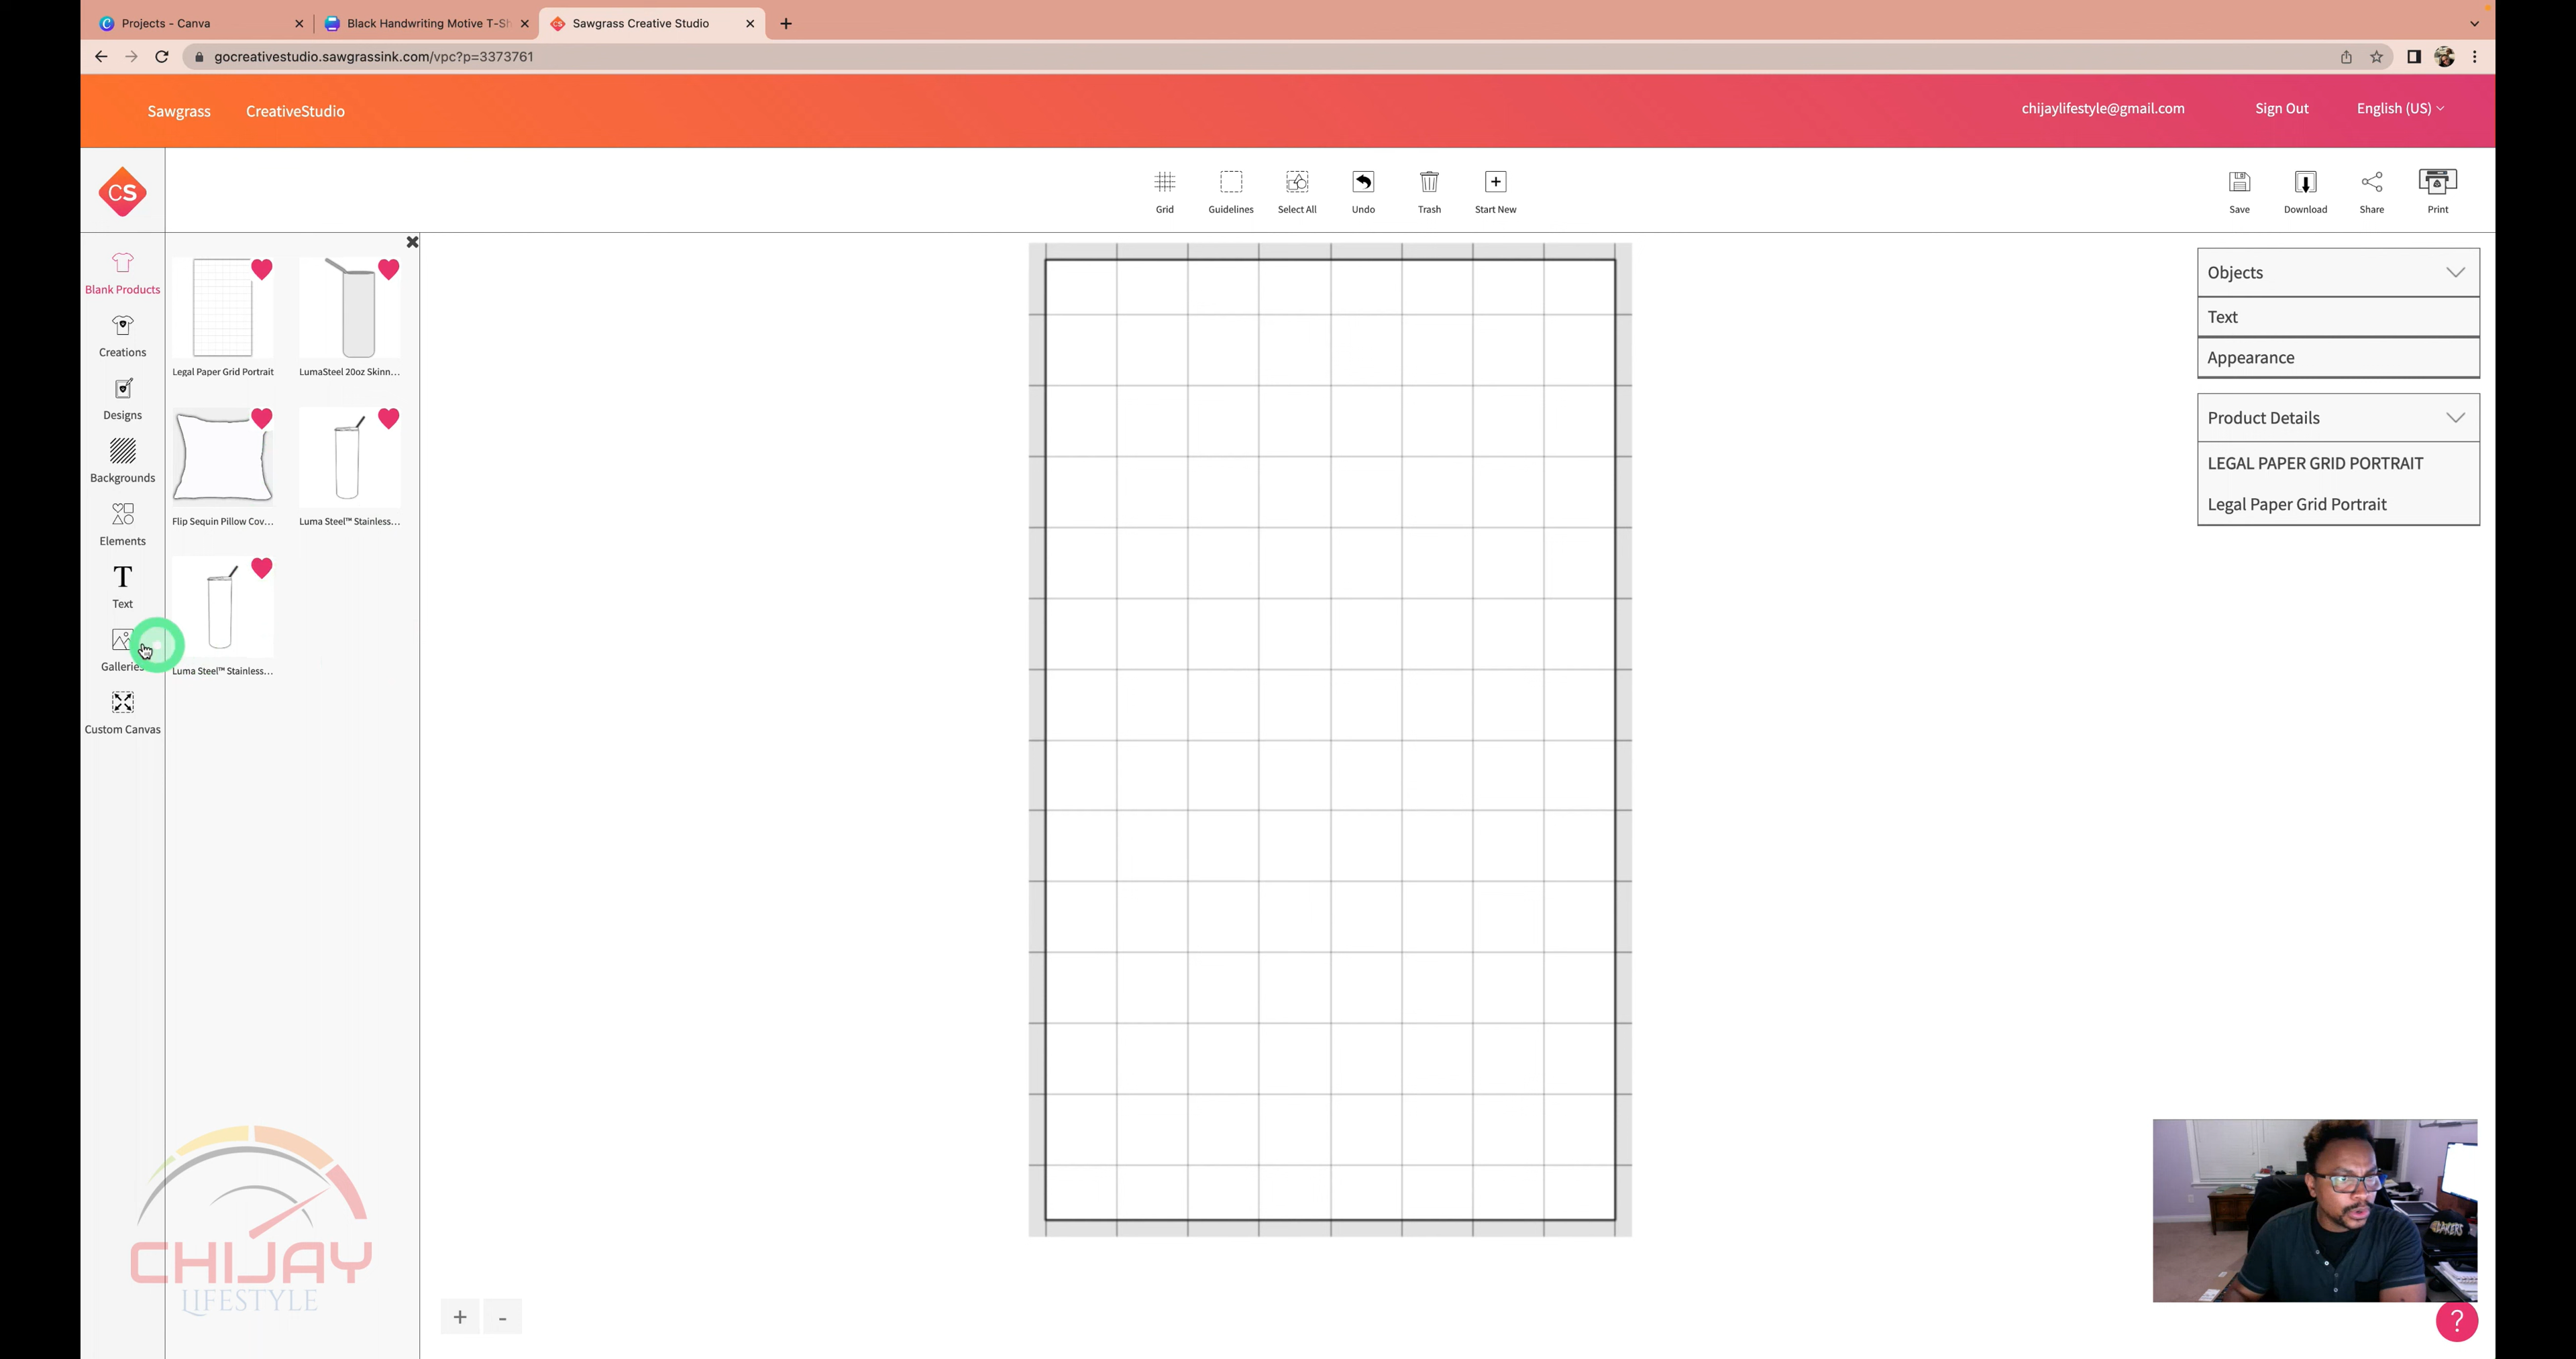 Projects - Canva
Black Handwriting Motive T-Sh
Sawgrass Creative Studio
gocreativestudio.sawgrassink.com/vpc?p=3373761
Sawgrass
CreativeStudio
chijaylifestyle@gmail.com
Sign Out
English (US)
CS
Grid
Guidelines
Select All
Undo
Trash
Start New
Save
Download
Share
Print
Blank Products
Creations
Designs
Backgrounds
Elements
T
Text
Galleries
Custom Canvas
Legal Paper Grid Portrait
LumaSteel 20oz Skinn...
Flip Sequin Pillow Cov...
Luma Steel™ Stainless...
Luma Steel™ Stainless...
Objects
Text
Appearance
Product Details
LEGAL PAPER GRID PORTRAIT
Legal Paper Grid Portrait
CHIJAY
LIFESTYLE
+
-
?